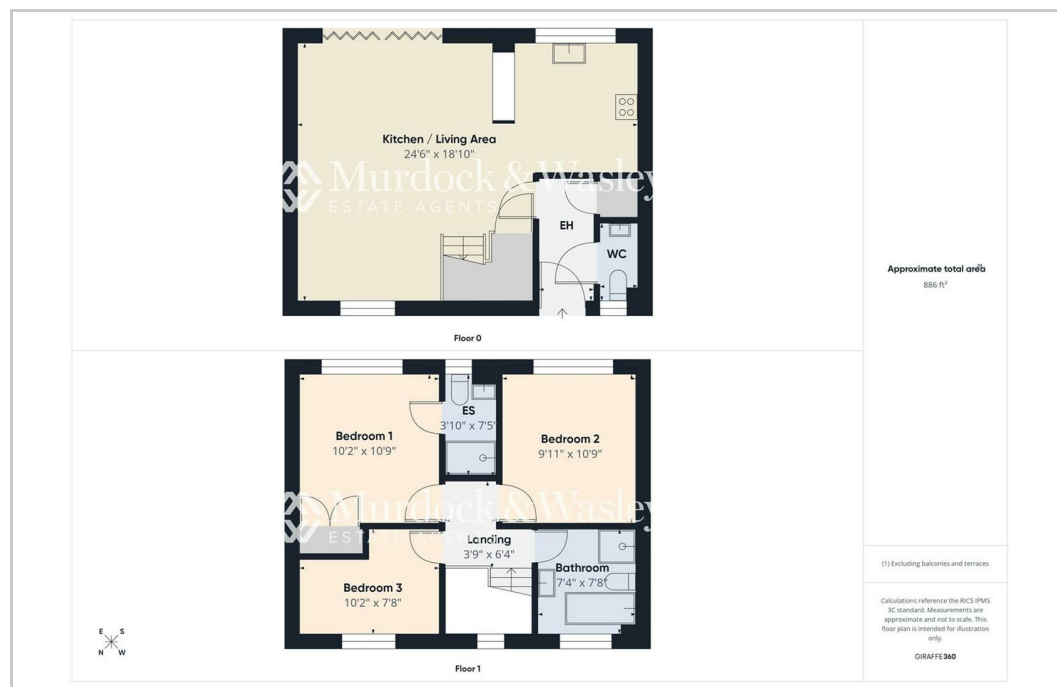 Kitchen / Living Area
24'6" x 18'10"
Murdock & Wasley
ESTATE AGENTS
EH
WC
Floor 0
Approximate total area(1)
886 ft²
Bedroom 1
10'2" x 10'9"
ES
3'10" x 7'5"
Bedroom 2
9'11" x 10'9"
Murdock & Wasley
ESTATE AGENTS
Landing
3'9" x 6'4"
Bathroom
7'4" x 7'8"
Bedroom 3
10'2" x 7'8"
E S
N W
Floor 1
(1) Excluding balconies and terraces
Calculations reference the RICS IPMS
3C standard. Measurements are
approximate and not to scale. This
floor plan is intended for illustration
only.
GIRAFFE360